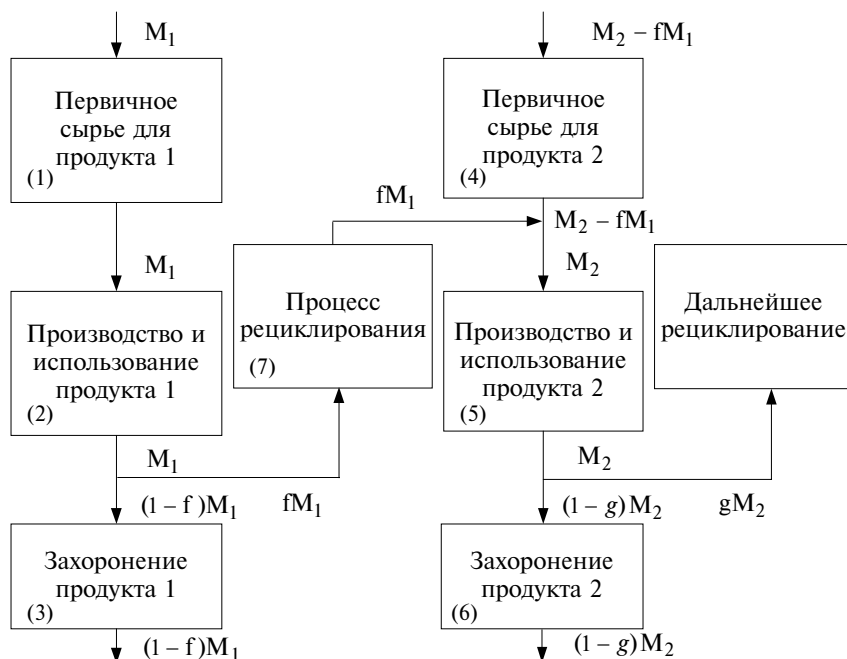 M₁
M₂ – fM₁
Первичное
сырье для
продукта 1
(1)
Первичное
сырье для
продукта 2
(4)
fM₁
M₂ – fM₁
M₁
M₂
Производство и
использование
продукта 1
(2)
Процесс
рециклирования
(7)
Производство и
использование
продукта 2
(5)
Дальнейшее
рециклирование
M₁
M₂
(1 – f )M₁
fM₁
(1 – g)M₂
gM₂
Захоронение
продукта 1
(3)
Захоронение
продукта 2
(6)
(1 – f)M₁
(1 – g)M₂